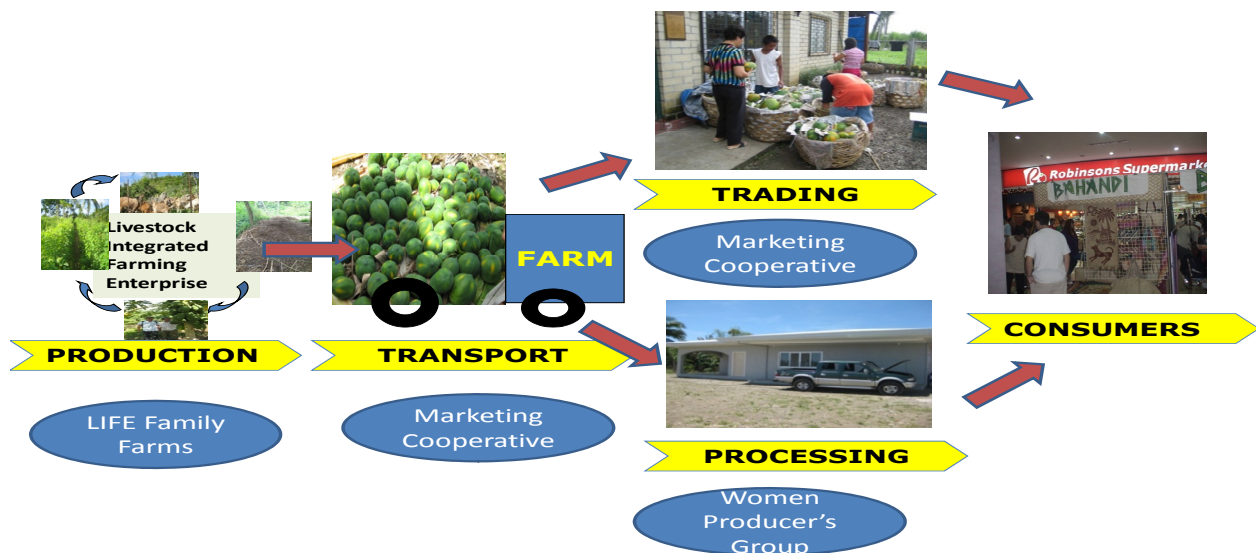 Livestock
Integrated
Farming
Enterprise
PRODUCTION
LIFE Family
Farms
FARM
TRANSPORT
Marketing
Cooperative
TRADING
Marketing
Cooperative
PROCESSING
Women
Producer’s
Group
Robinsons Supermarke
BAHANDI
CONSUMERS